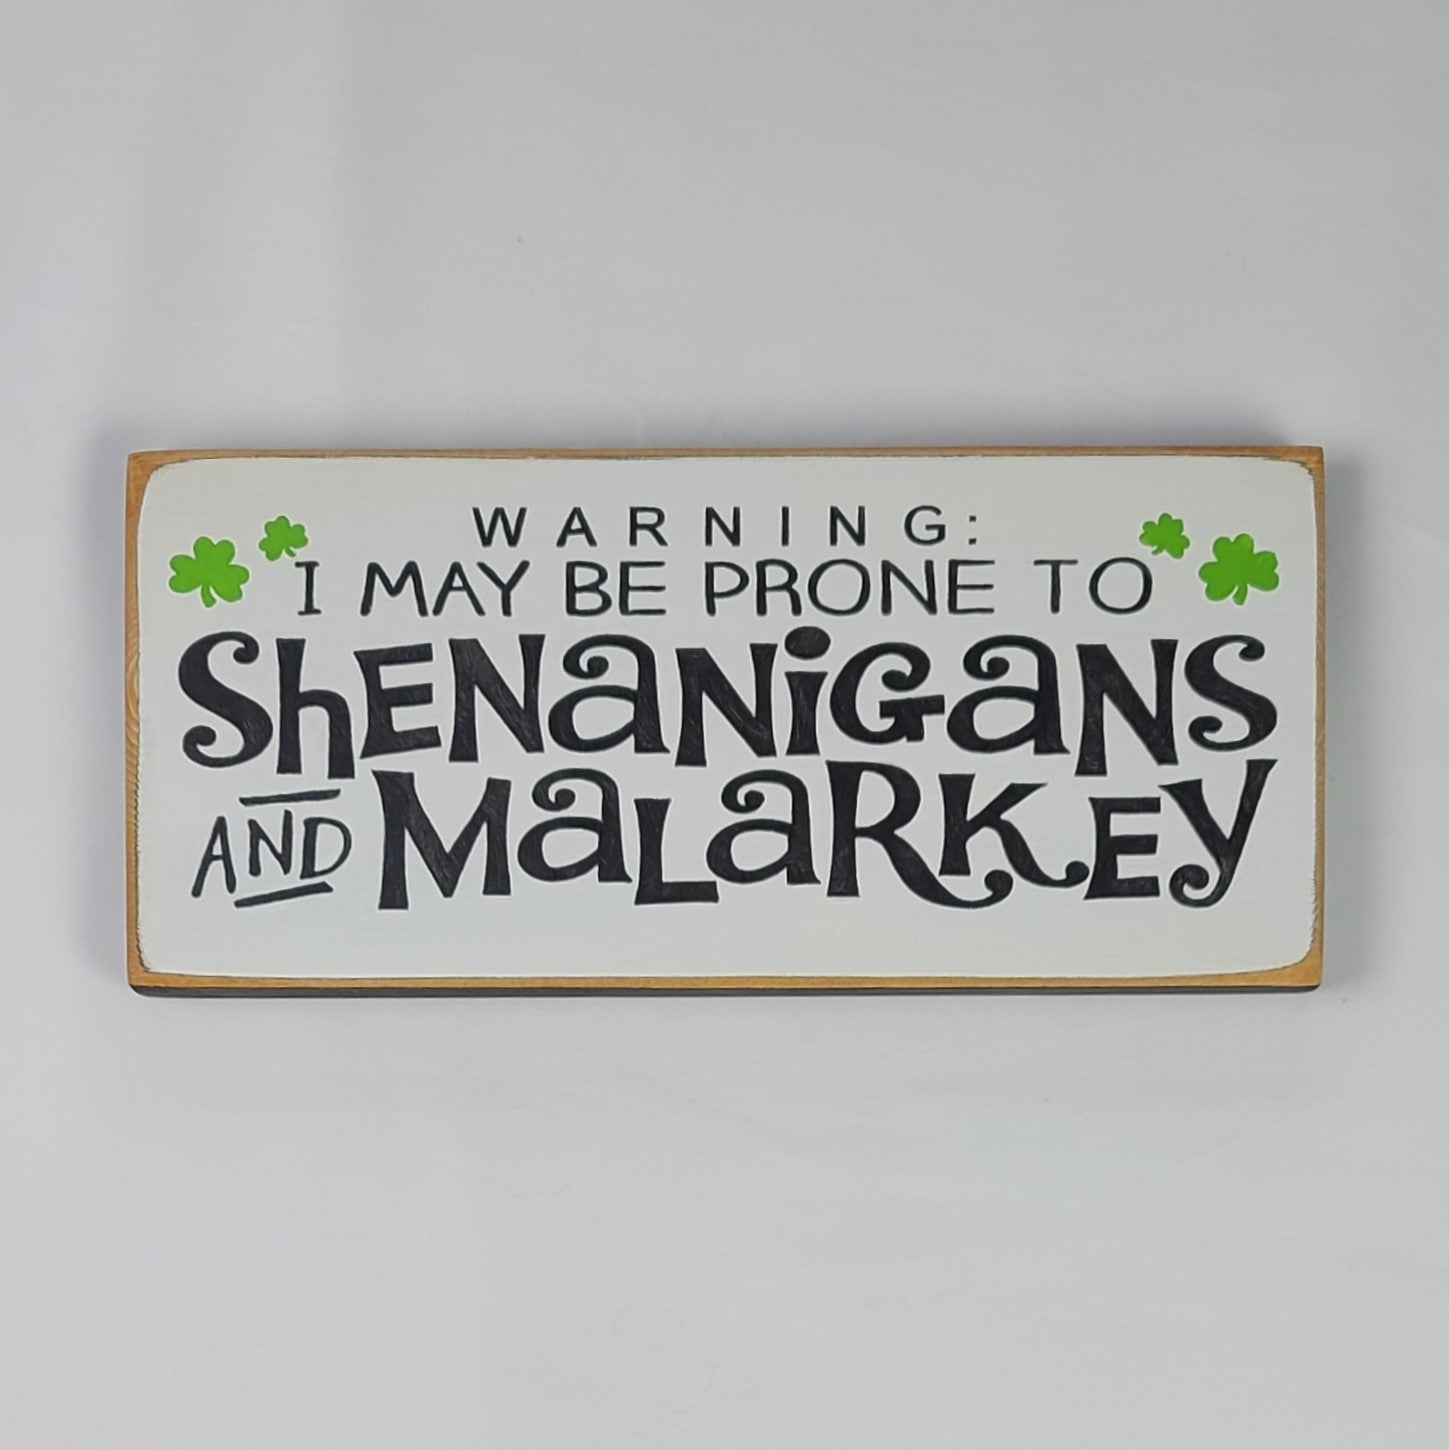 WARNING:
I MAY BE PRONE TO
SHENANIGANS
AND MALARKEY